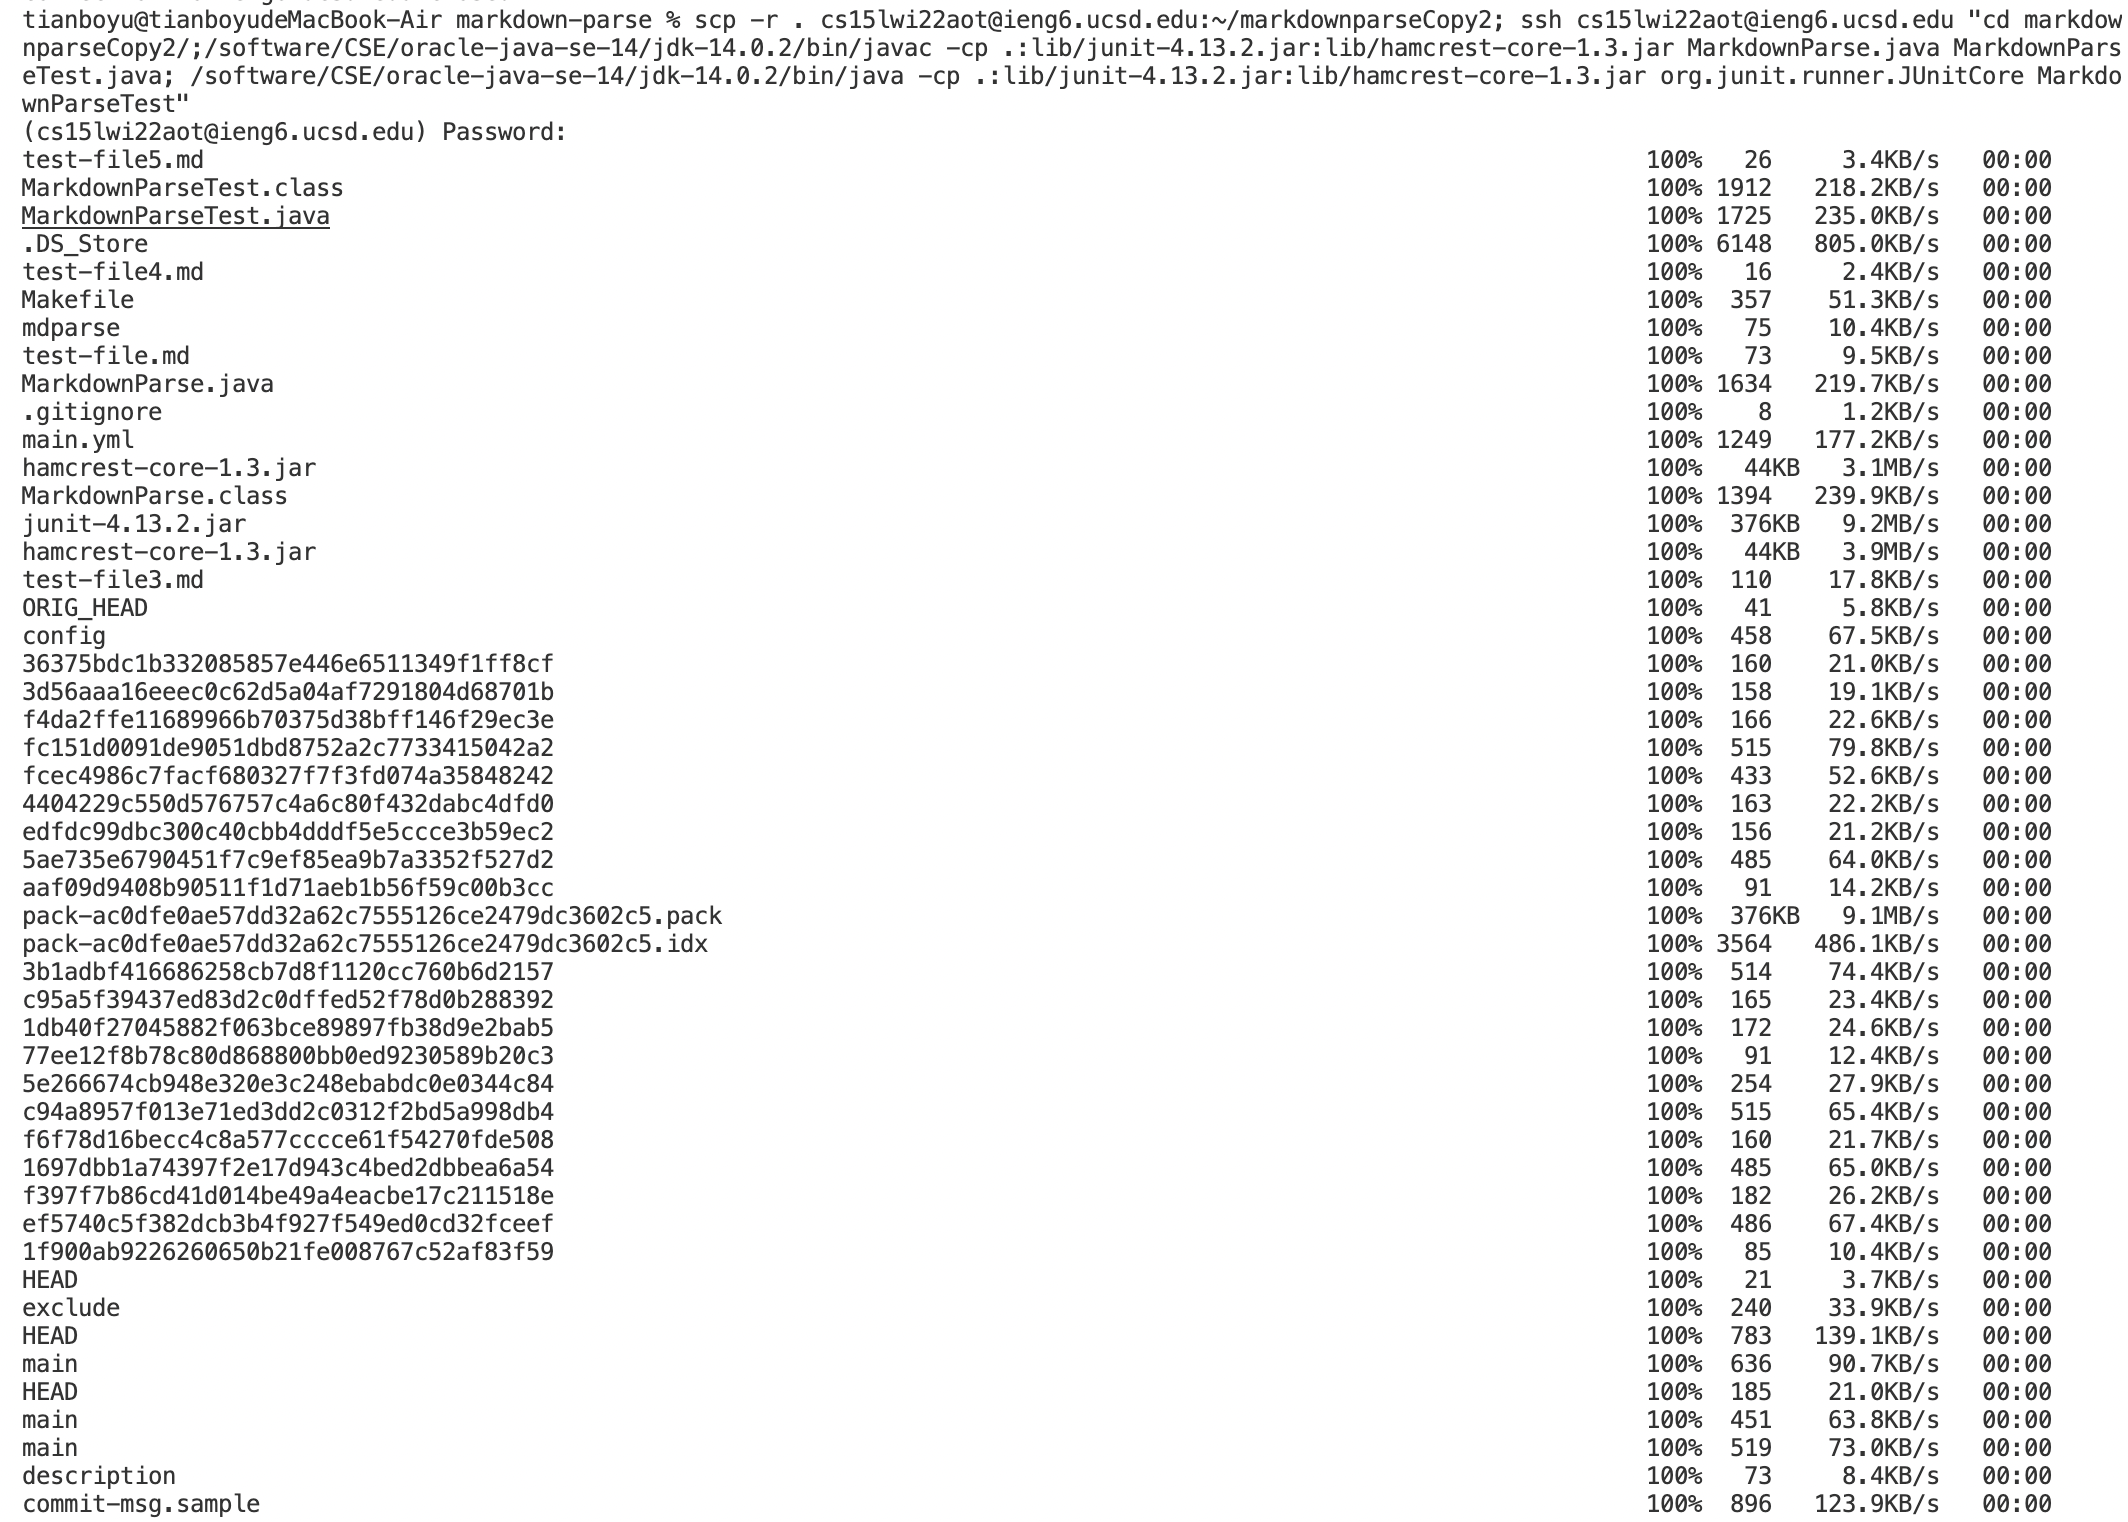 tianboyu@tianboyudeMacBook-Air markdown-parse % scp -r . cs15lwi22aot@ieng6.ucsd.edu:~/markdownparseCopy2; ssh cs15lwi22aot@ieng6.ucsd.edu "cd markdow
nparseCopy2/;/software/CSE/oracle-java-se-14/jdk-14.0.2/bin/javac -cp .:lib/junit-4.13.2.jar:lib/hamcrest-core-1.3.jar MarkdownParse.java MarkdownPars
eTest.java; /software/CSE/oracle-java-se-14/jdk-14.0.2/bin/java -cp .:lib/junit-4.13.2.jar:lib/hamcrest-core-1.3.jar org.junit.runner.JUnitCore Markdo
wnParseTest"
(cs15lwi22aot@ieng6.ucsd.edu) Password:
test-file5.md 100% 26 3.4KB/s 00:00
MarkdownParseTest.class 100% 1912 218.2KB/s 00:00
MarkdownParseTest.java 100% 1725 235.0KB/s 00:00
.DS_Store 100% 6148 805.0KB/s 00:00
test-file4.md 100% 16 2.4KB/s 00:00
Makefile 100% 357 51.3KB/s 00:00
mdparse 100% 75 10.4KB/s 00:00
test-file.md 100% 73 9.5KB/s 00:00
MarkdownParse.java 100% 1634 219.7KB/s 00:00
.gitignore 100% 8 1.2KB/s 00:00
main.yml 100% 1249 177.2KB/s 00:00
hamcrest-core-1.3.jar 100% 44KB 3.1MB/s 00:00
MarkdownParse.class 100% 1394 239.9KB/s 00:00
junit-4.13.2.jar 100% 376KB 9.2MB/s 00:00
hamcrest-core-1.3.jar 100% 44KB 3.9MB/s 00:00
test-file3.md 100% 110 17.8KB/s 00:00
ORIG_HEAD 100% 41 5.8KB/s 00:00
config 100% 458 67.5KB/s 00:00
36375bdc1b332085857e446e6511349f1ff8cf 100% 160 21.0KB/s 00:00
3d56aaa16eeec0c62d5a04af7291804d68701b 100% 158 19.1KB/s 00:00
f4da2ffe11689966b70375d38bff146f29ec3e 100% 166 22.6KB/s 00:00
fc151d0091de9051dbd8752a2c7733415042a2 100% 515 79.8KB/s 00:00
fcec4986c7facf680327f7f3fd074a35848242 100% 433 52.6KB/s 00:00
4404229c550d576757c4a6c80f432dabc4dfd0 100% 163 22.2KB/s 00:00
edfdc99dbc300c40cbb4dddf5e5ccce3b59ec2 100% 156 21.2KB/s 00:00
5ae735e6790451f7c9ef85ea9b7a3352f527d2 100% 485 64.0KB/s 00:00
aaf09d9408b90511f1d71aeb1b56f59c00b3cc 100% 91 14.2KB/s 00:00
pack-ac0dfe0ae57dd32a62c7555126ce2479dc3602c5.pack 100% 376KB 9.1MB/s 00:00
pack-ac0dfe0ae57dd32a62c7555126ce2479dc3602c5.idx 100% 3564 486.1KB/s 00:00
3b1adbf416686258cb7d8f1120cc760b6d2157 100% 514 74.4KB/s 00:00
c95a5f39437ed83d2c0dffed52f78d0b288392 100% 165 23.4KB/s 00:00
1db40f27045882f063bce89897fb38d9e2bab5 100% 172 24.6KB/s 00:00
77ee12f8b78c80d868800bb0ed9230589b20c3 100% 91 12.4KB/s 00:00
5e266674cb948e320e3c248ebabdc0e0344c84 100% 254 27.9KB/s 00:00
c94a8957f013e71ed3dd2c0312f2bd5a998db4 100% 515 65.4KB/s 00:00
f6f78d16becc4c8a577cccce61f54270fde508 100% 160 21.7KB/s 00:00
1697dbb1a74397f2e17d943c4bed2dbbea6a54 100% 485 65.0KB/s 00:00
f397f7b86cd41d014be49a4eacbe17c211518e 100% 182 26.2KB/s 00:00
ef5740c5f382dcb3b4f927f549ed0cd32fceef 100% 486 67.4KB/s 00:00
1f900ab9226260650b21fe008767c52af83f59 100% 85 10.4KB/s 00:00
HEAD 100% 21 3.7KB/s 00:00
exclude 100% 240 33.9KB/s 00:00
HEAD 100% 783 139.1KB/s 00:00
main 100% 636 90.7KB/s 00:00
HEAD 100% 185 21.0KB/s 00:00
main 100% 451 63.8KB/s 00:00
main 100% 519 73.0KB/s 00:00
description 100% 73 8.4KB/s 00:00
commit-msg.sample 100% 896 123.9KB/s 00:00